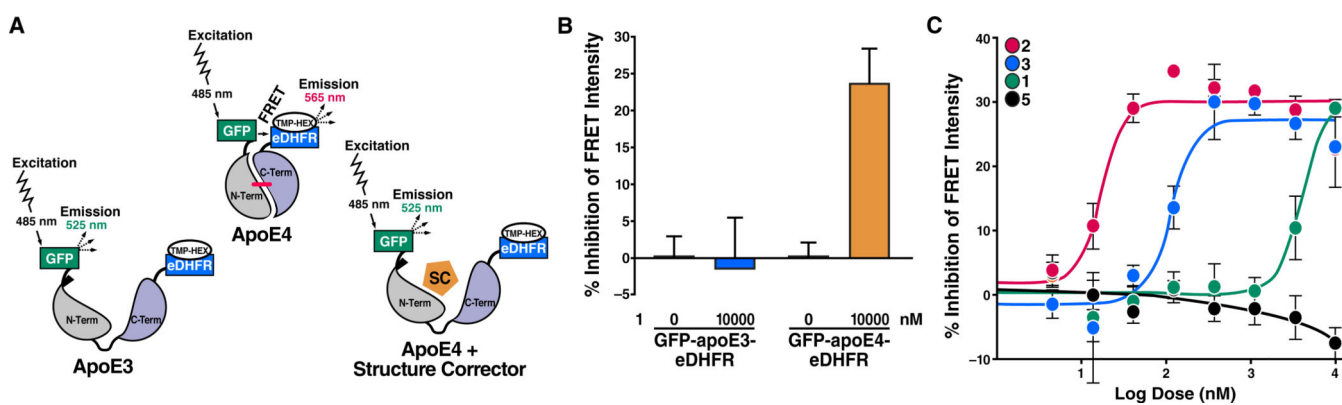 A
Excitation
485 nm
Emission
525 nm
GFP
TMP-HEX
eDHFR
N-Term
C-Term
ApoE3
Excitation
485 nm
FRET
Emission
565 nm
GFP
TMP-HEX
eDHFR
C-Term
N-Term
ApoE4
Excitation
485 nm
Emission
525 nm
GFP
TMP-HEX
eDHFR
SC
N-Term
C-Term
ApoE4 +
Structure Corrector
B
% Inhibition of FRET Intensity
30
25
20
15
10
5
0
−5
1 0 10000 0 10000 nM
GFP-apoE3-
eDHFR
GFP-apoE4-
eDHFR
C
% Inhibition of FRET Intensity
40
30
20
10
0
−10
2
3
1
5
1 2 3 4
Log Dose (nM)